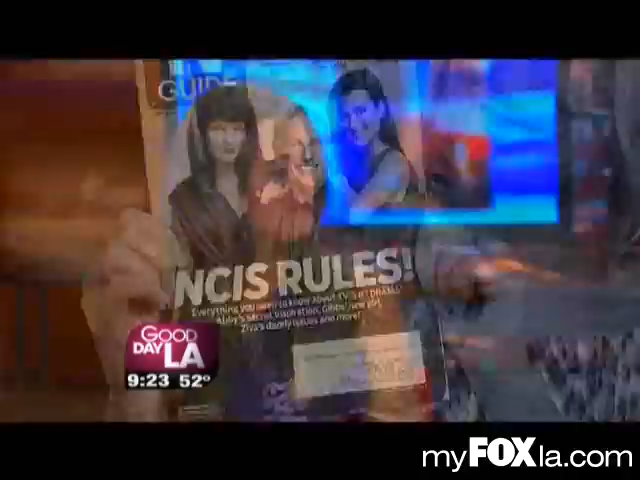 GUIDE
NCIS RULES!
Everything you need to know About TV's #1 DRAMA!
Abby's secret inspiration, Gibbs' new girl,
Ziva's deadly issues and more!
GOOD
DAY LA
9:23 52°
myFOXla.com